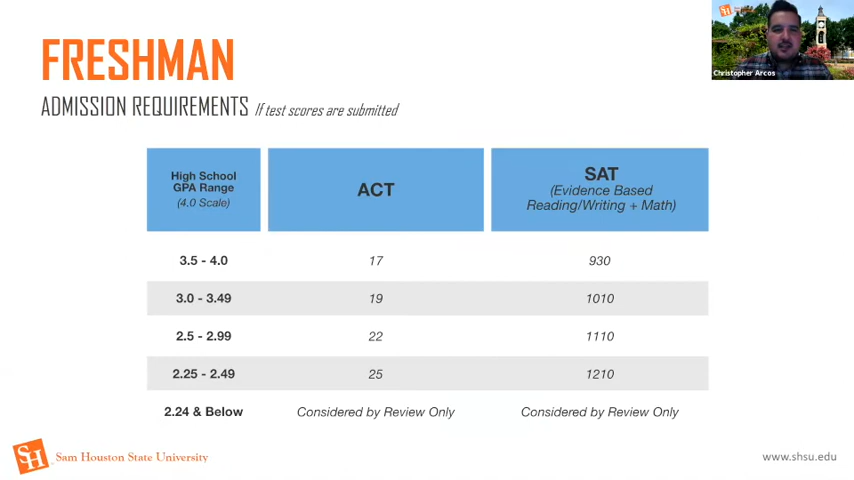 Sam Houston
Christopher Arcos
FRESHMAN
ADMISSION REQUIREMENTS If test scores are submitted
High School
GPA Range
(4.0 Scale)
ACT
SAT
(Evidence Based
Reading/Writing + Math)
3.5 - 4.0 17 930
3.0 - 3.49 19 1010
2.5 - 2.99 22 1110
2.25 - 2.49 25 1210
2.24 & Below Considered by Review Only Considered by Review Only
SH Sam Houston State University
www.shsu.edu